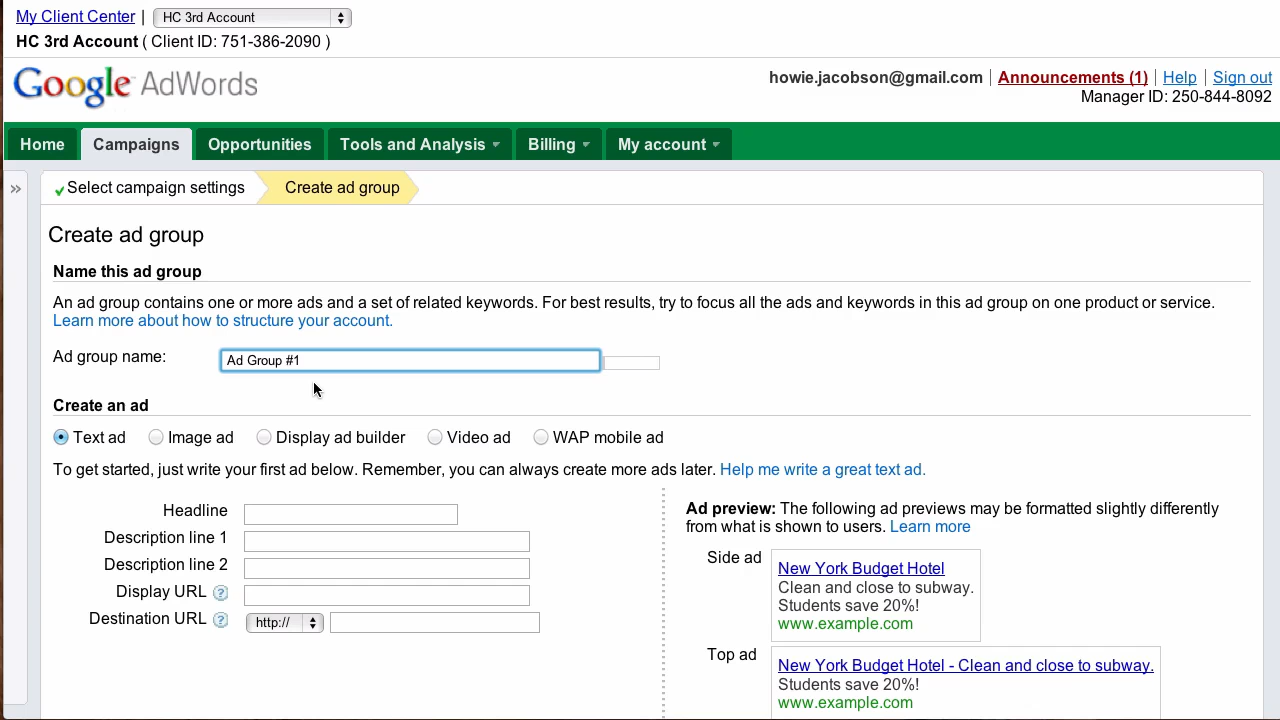 My Client Center | HC 3rd Account
HC 3rd Account ( Client ID: 751-386-2090 )
Google AdWords
howie.jacobson@gmail.com | Announcements (1) | Help | Sign out
Manager ID: 250-844-8092
Home Campaigns Opportunities Tools and Analysis Billing My account
» Select campaign settings Create ad group
Create ad group
Name this ad group
An ad group contains one or more ads and a set of related keywords. For best results, try to focus all the ads and keywords in this ad group on one product or service.
Learn more about how to structure your account.
Ad group name: Ad Group #1
Create an ad
Text ad Image ad Display ad builder Video ad WAP mobile ad
To get started, just write your first ad below. Remember, you can always create more ads later. Help me write a great text ad.
Headline
Description line 1
Description line 2
Display URL ?
Destination URL ? http://
Ad preview: The following ad previews may be formatted slightly differently
from what is shown to users. Learn more
Side ad
New York Budget Hotel
Clean and close to subway.
Students save 20%!
www.example.com
Top ad
New York Budget Hotel - Clean and close to subway.
Students save 20%!
www.example.com